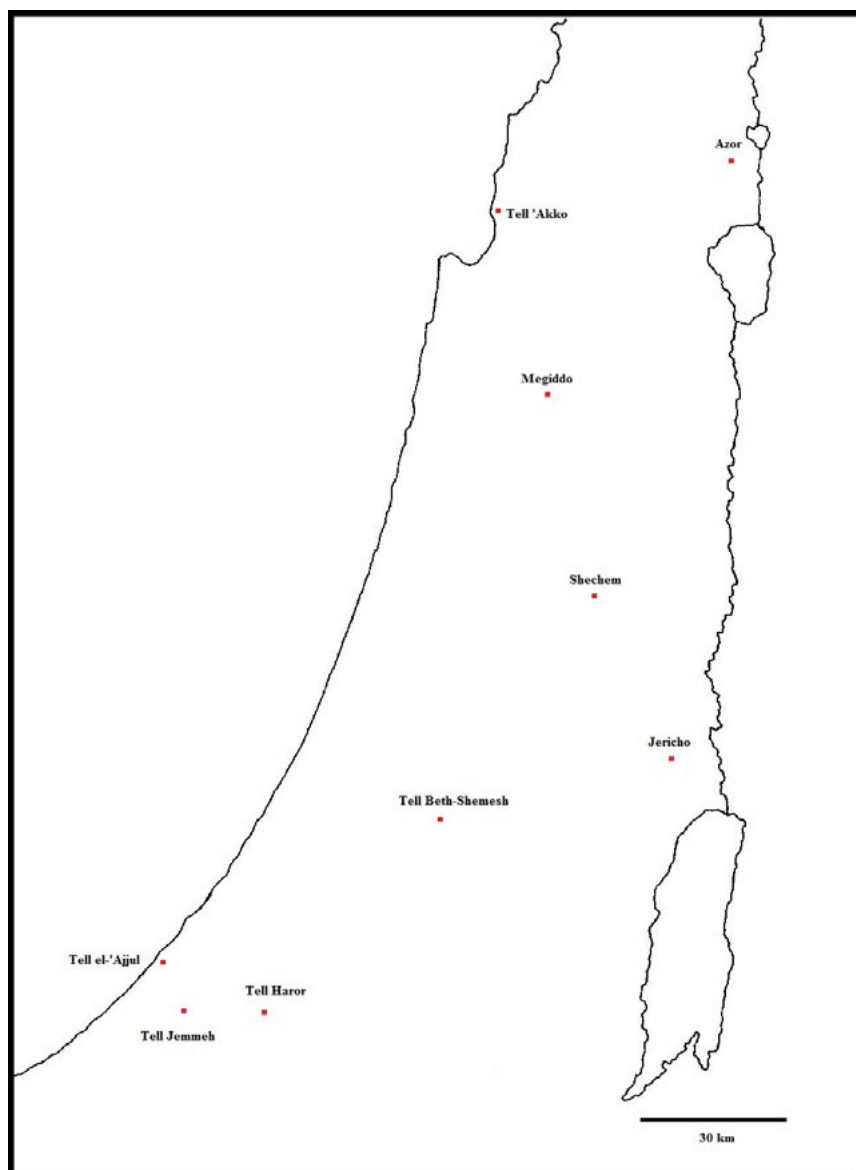 Azor
Tell 'Akko
Megiddo
Shechem
Jericho
Tell Beth-Shemesh
Tell el-'Ajjul
Tell Haror
Tell Jemmeh
30 km